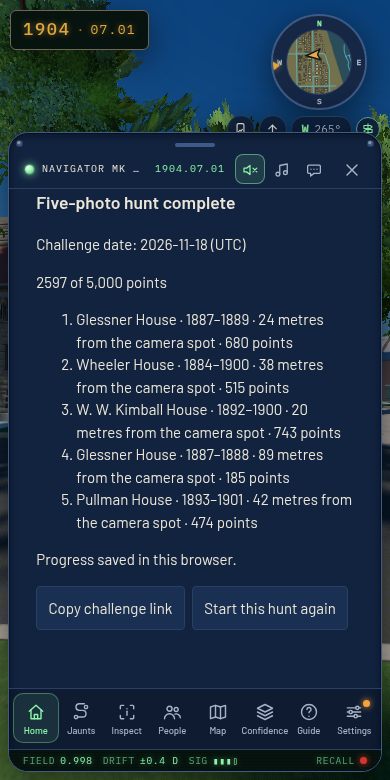 1904 · 07.01
N
W
E
S
W 265°
NAVIGATOR MK … 1904.07.01
Five-photo hunt complete
Challenge date: 2026-11-18 (UTC)
2597 of 5,000 points
1. Glessner House · 1887–1889 · 24 metres
from the camera spot · 680 points
2. Wheeler House · 1884–1900 · 38 metres
from the camera spot · 515 points
3. W. W. Kimball House · 1892–1900 · 20
metres from the camera spot · 743 points
4. Glessner House · 1887–1888 · 89 metres
from the camera spot · 185 points
5. Pullman House · 1893–1901 · 42 metres from
the camera spot · 474 points
Progress saved in this browser.
Copy challenge link
Start this hunt again
Home Jaunts Inspect People Map Confidence Guide Settings
FIELD 0.998 DRIFT ±0.4 D SIG RECALL